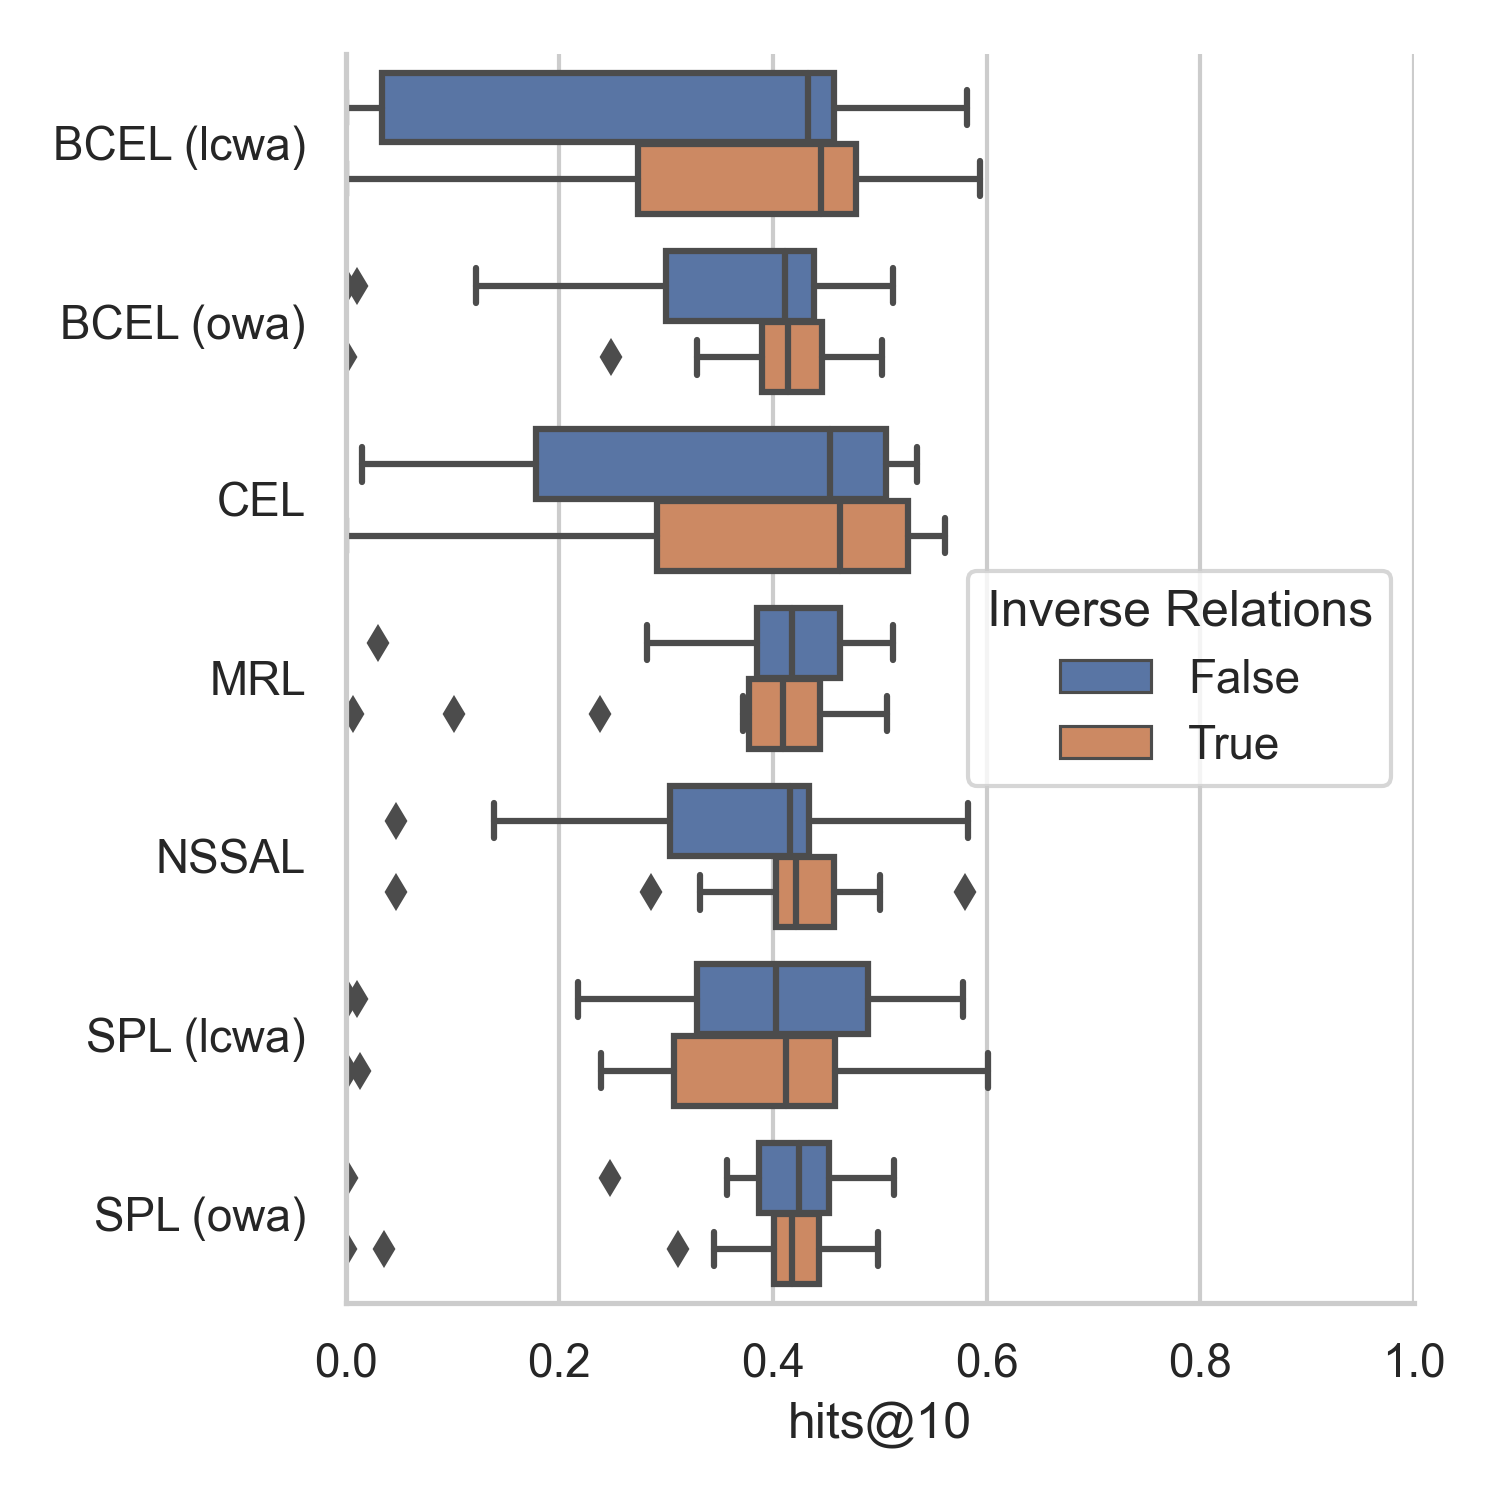 BCEL (lcwa)
BCEL (owa)
CEL
MRL
NSSAL
SPL (lcwa)
SPL (owa)
Inverse Relations
False
True
0.0 0.2 0.4 0.6 0.8 1.0
hits@10